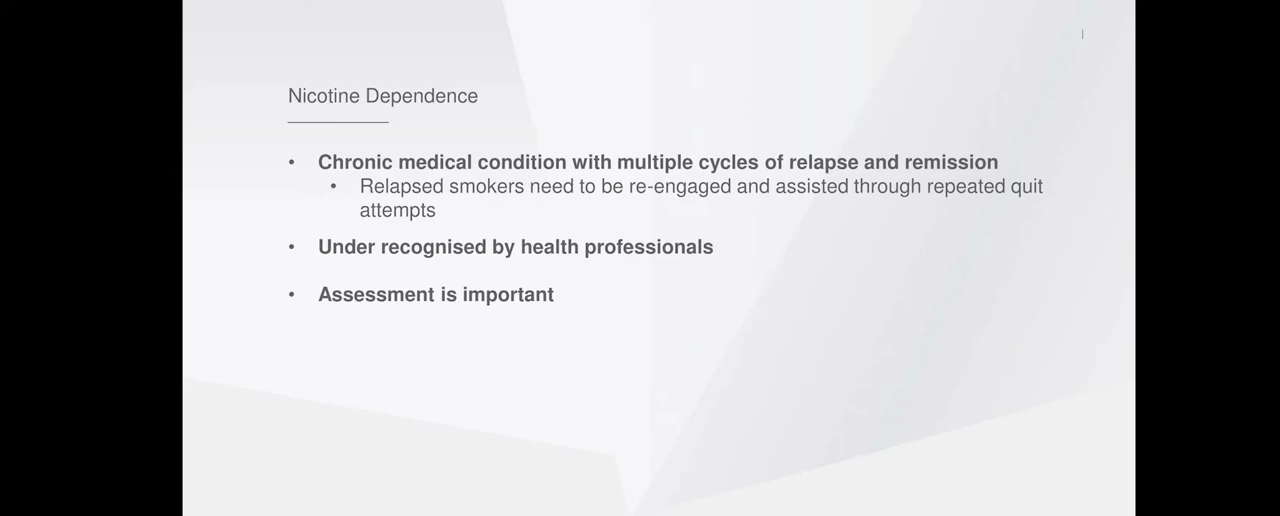 Nicotine Dependence
• Chronic medical condition with multiple cycles of relapse and remission
• Relapsed smokers need to be re-engaged and assisted through repeated quit
attempts
• Under recognised by health professionals
• Assessment is important